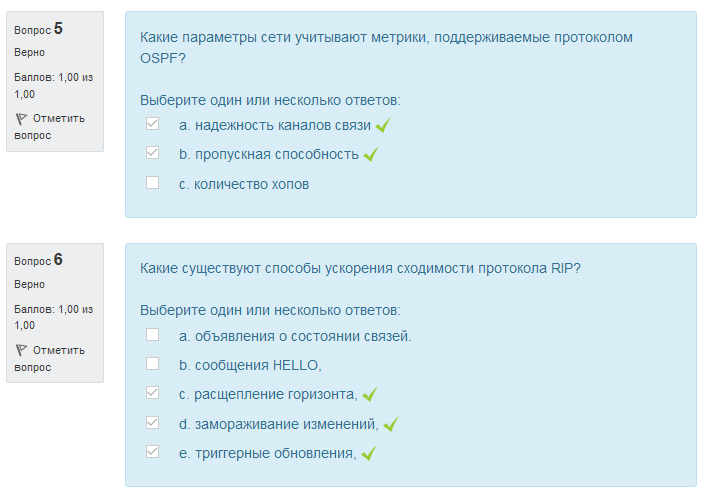 Вопрос 5
Верно
Баллов: 1,00 из
1,00
Отметить
вопрос
Какие параметры сети учитывают метрики, поддерживаемые протоколом
OSPF?
Выберите один или несколько ответов:
a. надежность каналов связи
b. пропускная способность
c. количество хопов
Вопрос 6
Верно
Баллов: 1,00 из
1,00
Отметить
вопрос
Какие существуют способы ускорения сходимости протокола RIP?
Выберите один или несколько ответов:
a. объявления о состоянии связей.
b. сообщения HELLO,
c. расщепление горизонта,
d. замораживание изменений,
e. триггерные обновления,